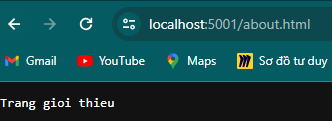 localhost:5001/about.html
Gmail YouTube Maps Sơ đồ tư duy
Trang gioi thieu